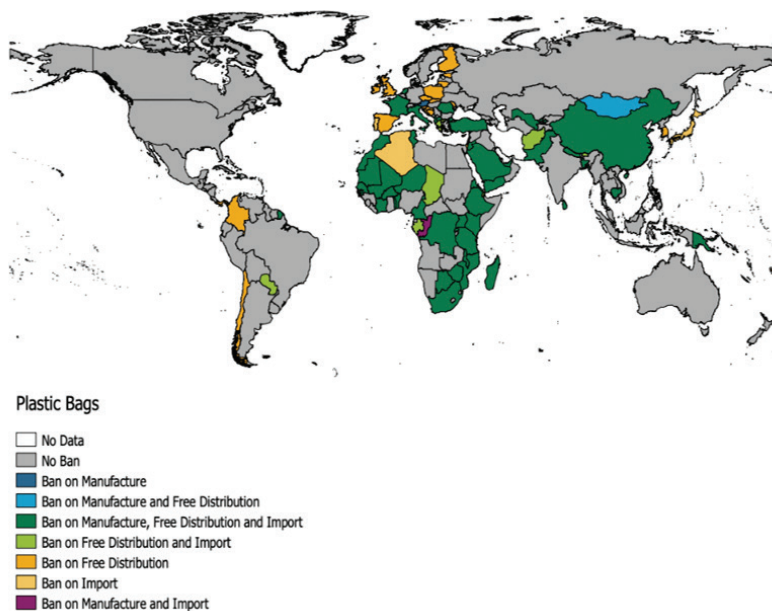 Plastic Bags
No Data
No Ban
Ban on Manufacture
Ban on Manufacture and Free Distribution
Ban on Manufacture, Free Distribution and Import
Ban on Free Distribution and Import
Ban on Free Distribution
Ban on Import
Ban on Manufacture and Import